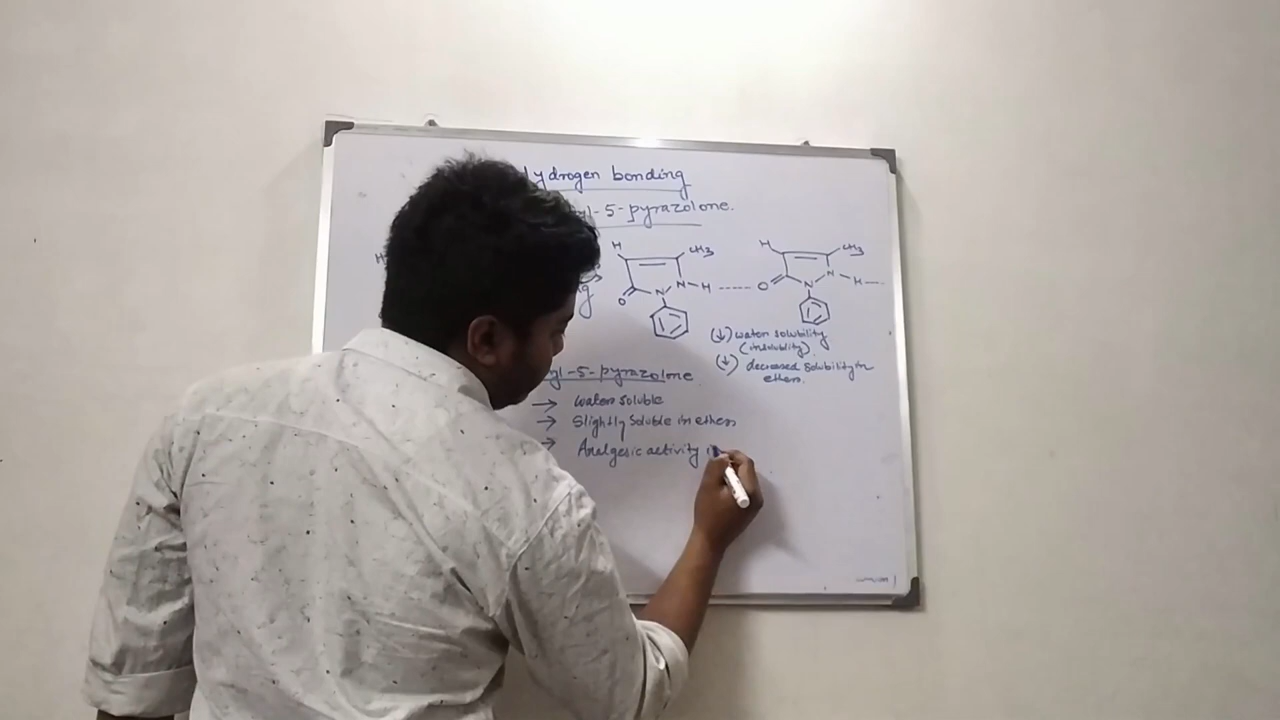 ydrogen bonding
yl-5-pyrazolone.
H CH3 H CH3
N N-H ----- O N N H ---
O
(↓) water solubility
(insolublity)
(↓) decreased solubility in
ethers.
yl-5-pyrazolone
→ water soluble
→ Slightly soluble in ethers
→ Analgesic activity i